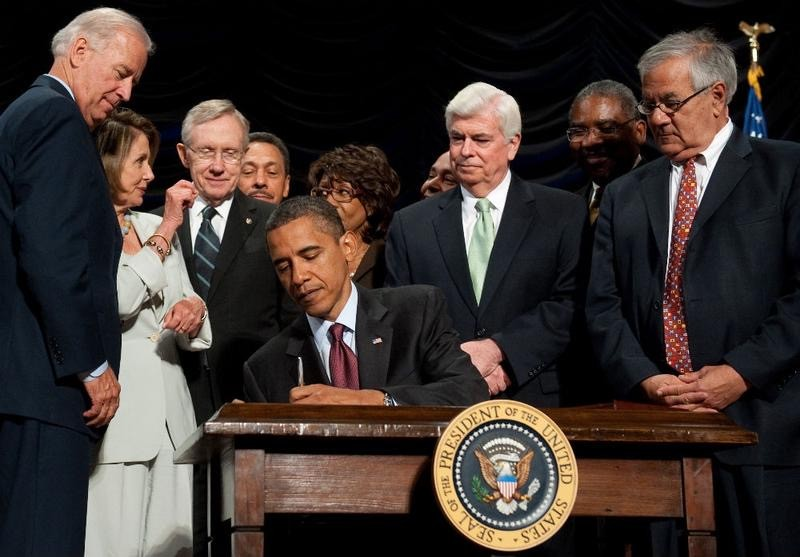 SEAL OF THE PRESIDENT OF THE UNITED STATES